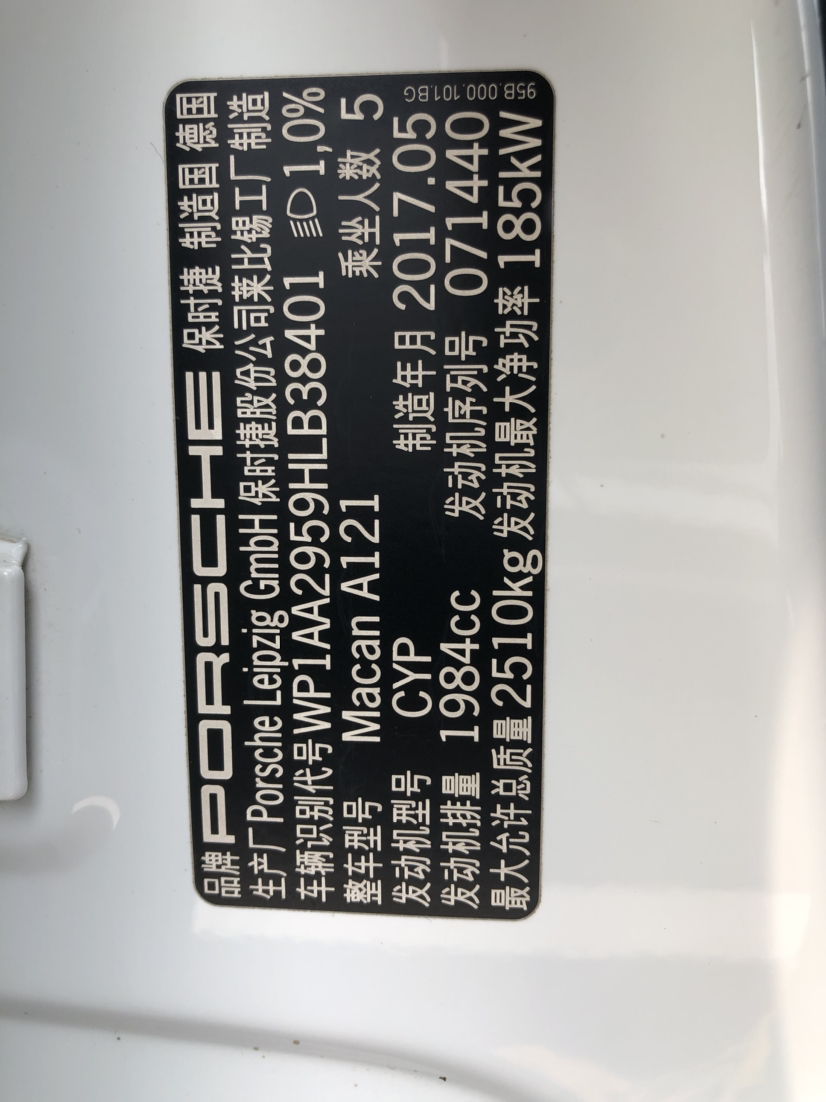 品牌 PORSCHE 保时捷 制造国 德国
生产厂 Porsche Leipzig GmbH 保时捷股份公司莱比锡工厂制造
车辆识别代号 WP1AA2959HLB38401 1,0%
整车型号 Macan A121 乘坐人数 5
发动机型号 CYP 制造年月 2017.05
发动机排量 1984cc 发动机序列号 071440
最大允许总质量 2510kg 发动机最大净功率 185kW
95B.000.101.BG